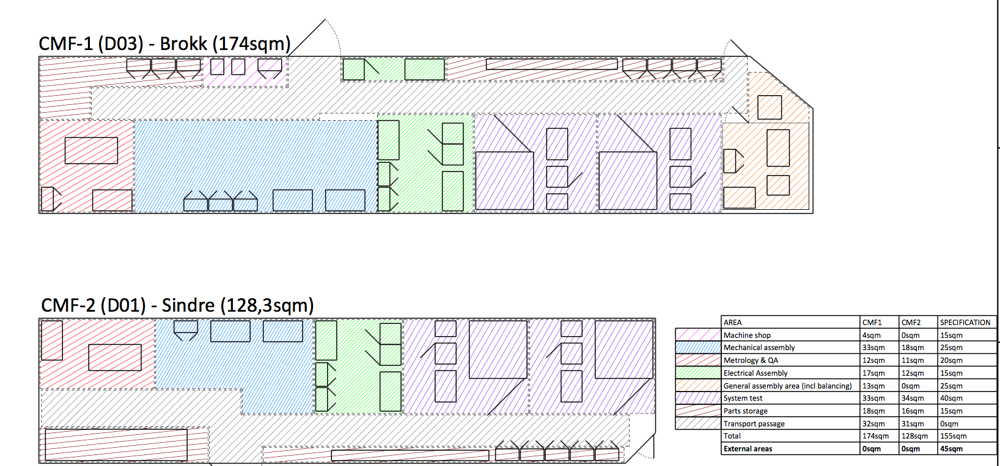 CMF-1 (D03) - Brokk (174sqm)
CMF-2 (D01) - Sindre (128,3sqm)
AREA CMF1 CMF2 SPECIFICATION
Machine shop 4sqm 0sqm 15sqm
Mechanical assembly 33sqm 18sqm 25sqm
Metrology & QA 12sqm 11sqm 20sqm
Electrical Assembly 17sqm 12sqm 15sqm
General assembly area (incl balancing) 13sqm 0sqm 25sqm
System test 33sqm 34sqm 40sqm
Parts storage 18sqm 16sqm 15sqm
Transport passage 32sqm 31sqm 0sqm
Total 174sqm 128sqm 155sqm
External areas 0sqm 0sqm 45sqm